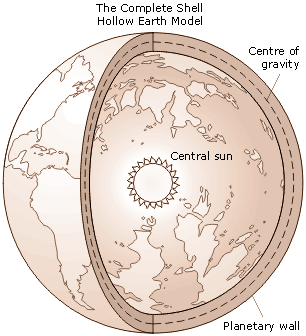 The Complete Shell
Hollow Earth Model
Centre of
gravity
Central sun
Planetary wall